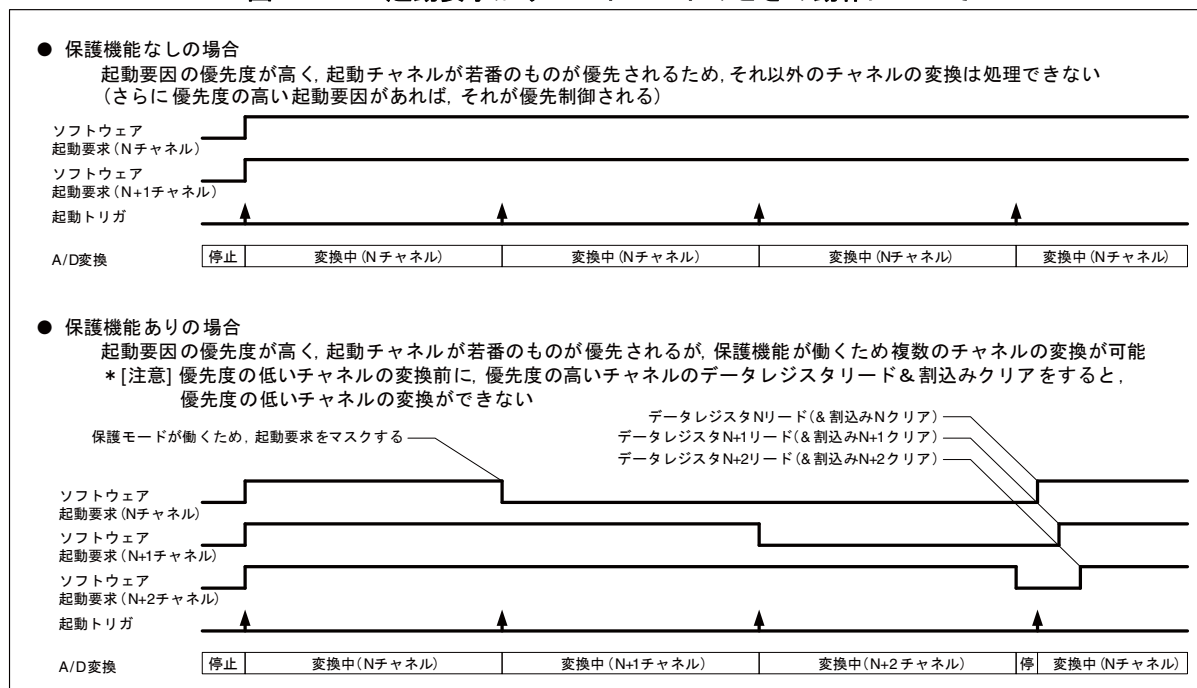 ● 保護機能なしの場合
起動要因の優先度が高く, 起動チャネルが若番のものが優先されるため, それ以外のチャネルの変換は処理できない
(さらに優先度の高い起動要因があれば, それが優先制御される)
ソフトウェア
起動要求(Nチャネル)
ソフトウェア
起動要求(N+1チャネル)
起動トリガ
A/D変換
停止
変換中(Nチャネル)
変換中(Nチャネル)
変換中(Nチャネル)
変換中(Nチャネル)
● 保護機能ありの場合
起動要因の優先度が高く, 起動チャネルが若番のものが優先されるが, 保護機能が働くため複数のチャネルの変換が可能
*[注意] 優先度の低いチャネルの変換前に, 優先度の高いチャネルのデータレジスタリード&割込みクリアをすると,
優先度の低いチャネルの変換ができない
データレジスタNリード(&割込みNクリア)
保護モードが働くため, 起動要求をマスクする
データレジスタN+1リード(&割込みN+1クリア)
データレジスタN+2リード(&割込みN+2クリア)
ソフトウェア
起動要求(Nチャネル)
ソフトウェア
起動要求(N+1チャネル)
ソフトウェア
起動要求(N+2チャネル)
起動トリガ
A/D変換
停止
変換中(Nチャネル)
変換中(N+1チャネル)
変換中(N+2チャネル)
停
変換中(Nチャネル)